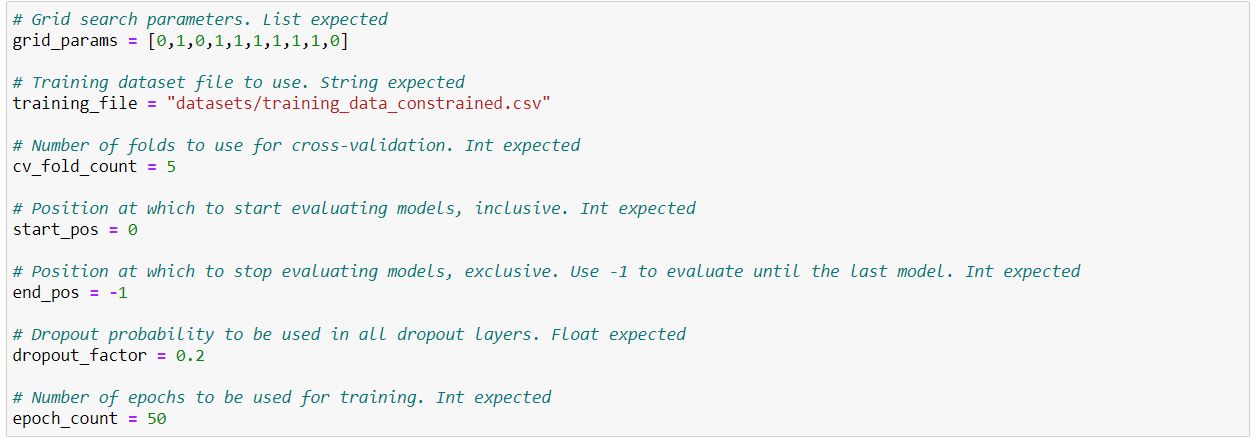 # Grid search parameters. List expected
grid_params = [0,1,0,1,1,1,1,1,1,0]
# Training dataset file to use. String expected
training_file = "datasets/training_data_constrained.csv"
# Number of folds to use for cross-validation. Int expected
cv_fold_count = 5
# Position at which to start evaluating models, inclusive. Int expected
start_pos = 0
# Position at which to stop evaluating models, exclusive. Use -1 to evaluate until the last model. Int expected
end_pos = -1
# Dropout probability to be used in all dropout layers. Float expected
dropout_factor = 0.2
# Number of epochs to be used for training. Int expected
epoch_count = 50